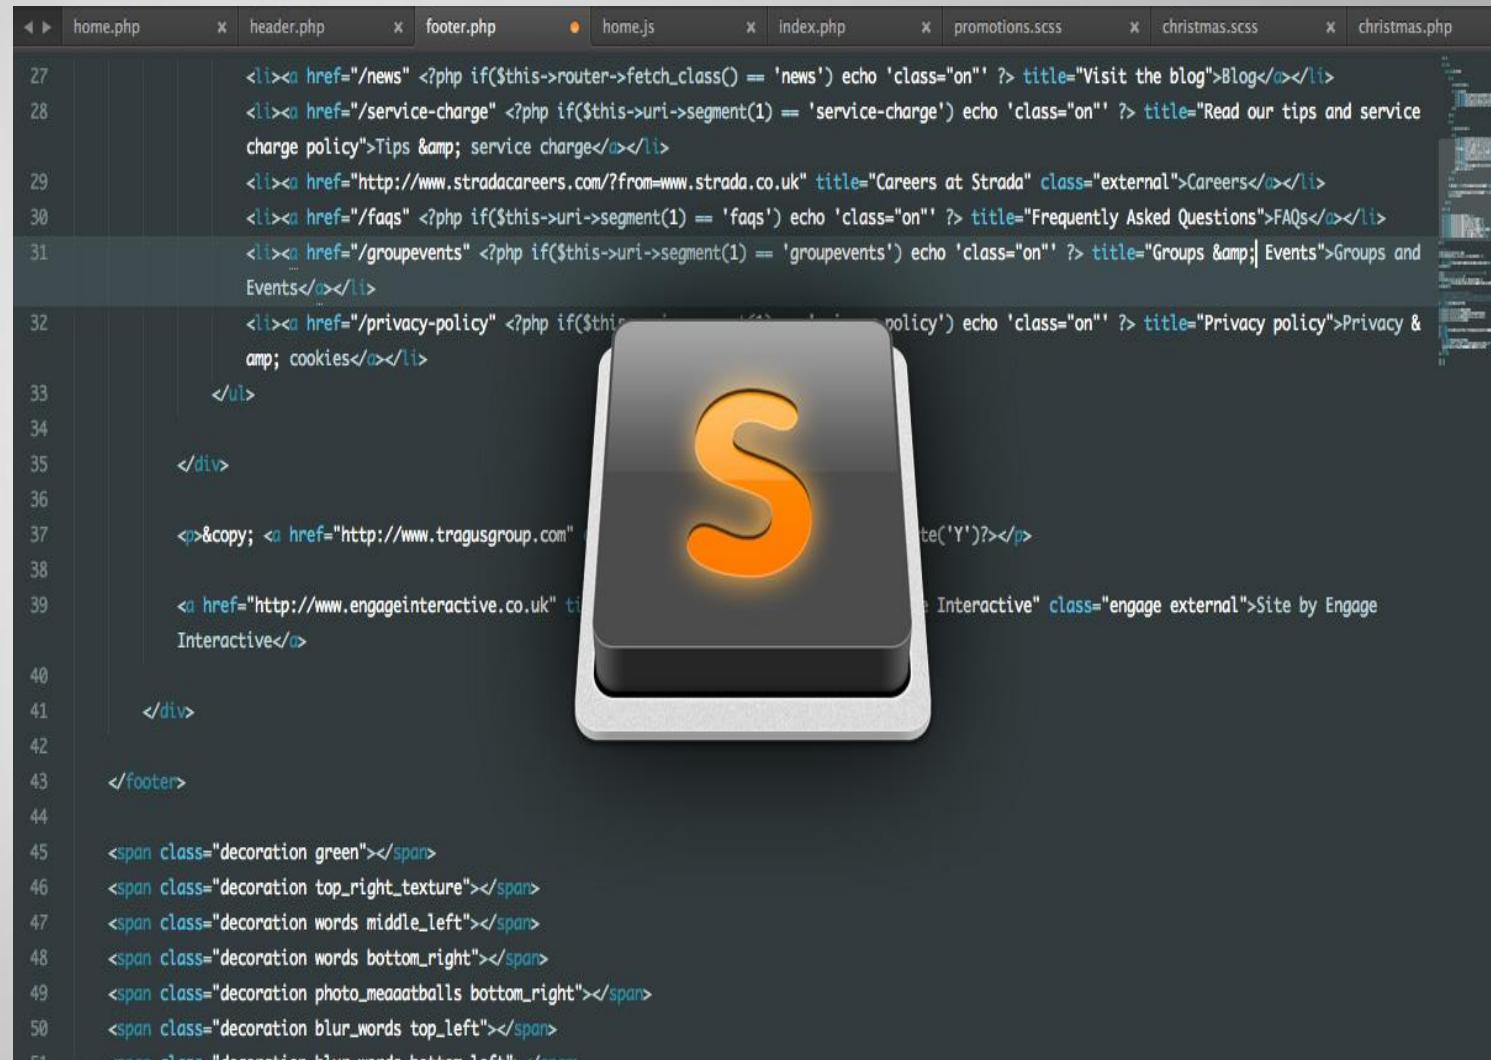 home.php x header.php x footer.php home.js x index.php x promotions.scss x christmas.scss x christmas.php
27 <li><a href="/news" <?php if($this->router->fetch_class() == 'news') echo 'class="on"' ?> title="Visit the blog">Blog</a></li>
28 <li><a href="/service-charge" <?php if($this->uri->segment(1) == 'service-charge') echo 'class="on"' ?> title="Read our tips and service
charge policy">Tips &amp; service charge</a></li>
29 <li><a href="http://www.stradacareers.com/?from=www.strada.co.uk" title="Careers at Strada" class="external">Careers</a></li>
30 <li><a href="/faqs" <?php if($this->uri->segment(1) == 'faqs') echo 'class="on"' ?> title="Frequently Asked Questions">FAQs</a></li>
31 <li><a href="/groupevents" <?php if($this->uri->segment(1) == 'groupevents') echo 'class="on"' ?> title="Groups &amp; Events">Groups and
Events</a></li>
32 <li><a href="/privacy-policy" <?php if($this policy') echo 'class="on"' ?> title="Privacy policy">Privacy &
amp; cookies</a></li>
33 </ul>
34
35 </div>
36
37 <p>&copy; <a href="http://www.tragusgroup.com" te('Y')?></p>
38
39 <a href="http://www.engageinteractive.co.uk" ti Interactive" class="engage external">Site by Engage
Interactive</a>
40
41 </div>
42
43 </footer>
44
45 <span class="decoration green"></span>
46 <span class="decoration top_right_texture"></span>
47 <span class="decoration words middle_left"></span>
48 <span class="decoration words bottom_right"></span>
49 <span class="decoration photo_meaaatballs bottom_right"></span>
50 <span class="decoration blur_words top_left"></span>
S